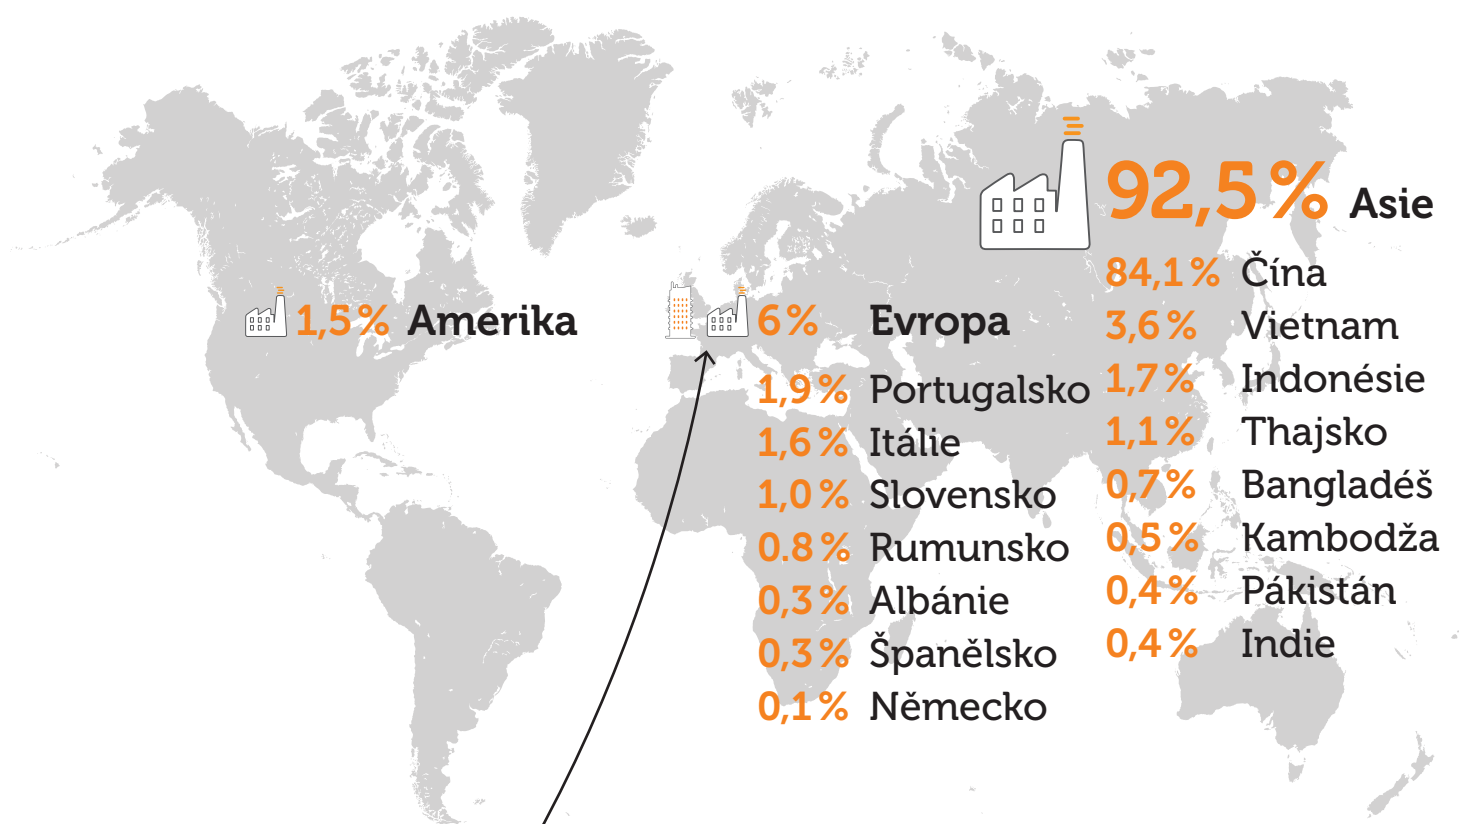 1,5% Amerika
6% Evropa
1,9% Portugalsko
1,6% Itálie
1,0% Slovensko
0.8% Rumunsko
0,3% Albánie
0,3% Španělsko
0,1% Německo
92,5% Asie
84,1% Čína
3,6% Vietnam
1,7% Indonésie
1,1% Thajsko
0,7% Bangladéš
0,5% Kambodža
0,4% Pákistán
0,4% Indie